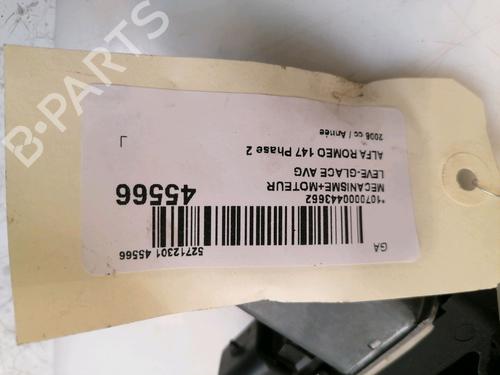 B-PARTS
GA
52712301 45566
*1070000443662
MECANISME+MOTEUR
LEVE-GLACE AVG
45566
ALFA ROMEO 147 Phase 2
2006 cc / Année